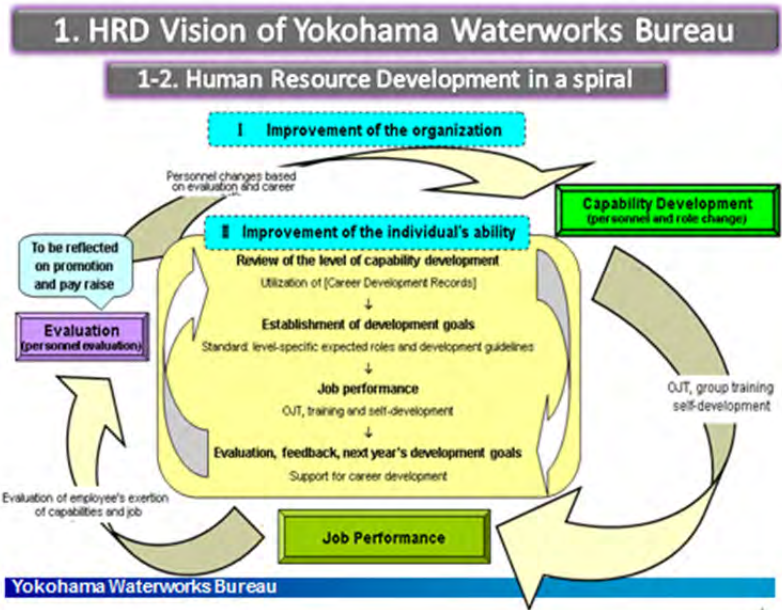 1. HRD Vision of Yokohama Waterworks Bureau
1-2. Human Resource Development in a spiral
I Improvement of the organization
Personnel changes based
on evaluation and career
Capability Development
(personnel and role change)
II Improvement of the individual's ability
To be reflected
on promotion
and pay raise
Review of the level of capability development
Utilization of [Career Development Records]
↓
Establishment of development goals
Evaluation
(personnel evaluation)
Standard: level-specific expected roles and development guidelines
↓
Job performance
OJT, group training
self-development
OJT, training and self-development
↓
Evaluation, feedback, next year's development goals
Support for career development
Evaluation of employee's exertion
of capabilities and job
Job Performance
Yokohama Waterworks Bureau